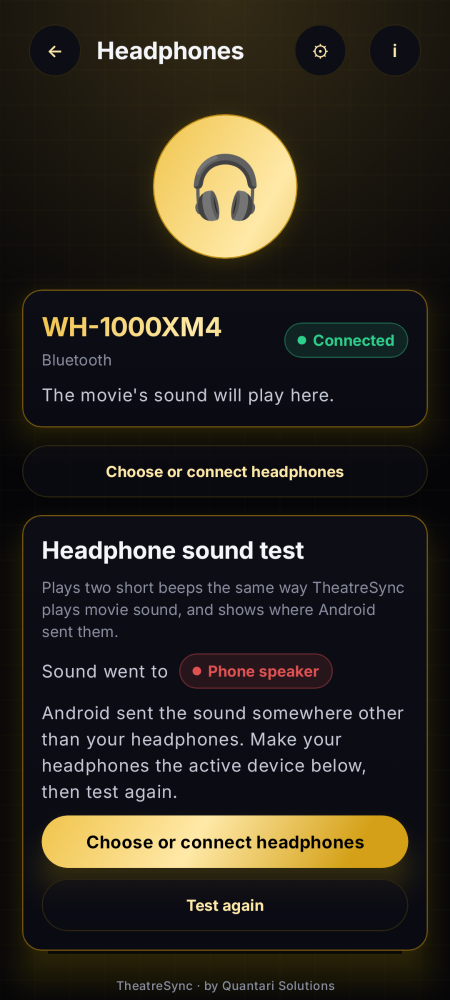 Headphones
i
WH-1000XM4
Connected
Bluetooth
The movie's sound will play here.
Choose or connect headphones
Headphone sound test
Plays two short beeps the same way TheatreSync
plays movie sound, and shows where Android
sent them.
Sound went to Phone speaker
Android sent the sound somewhere other
than your headphones. Make your
headphones the active device below,
then test again.
Choose or connect headphones
Test again
TheatreSync · by Quantari Solutions